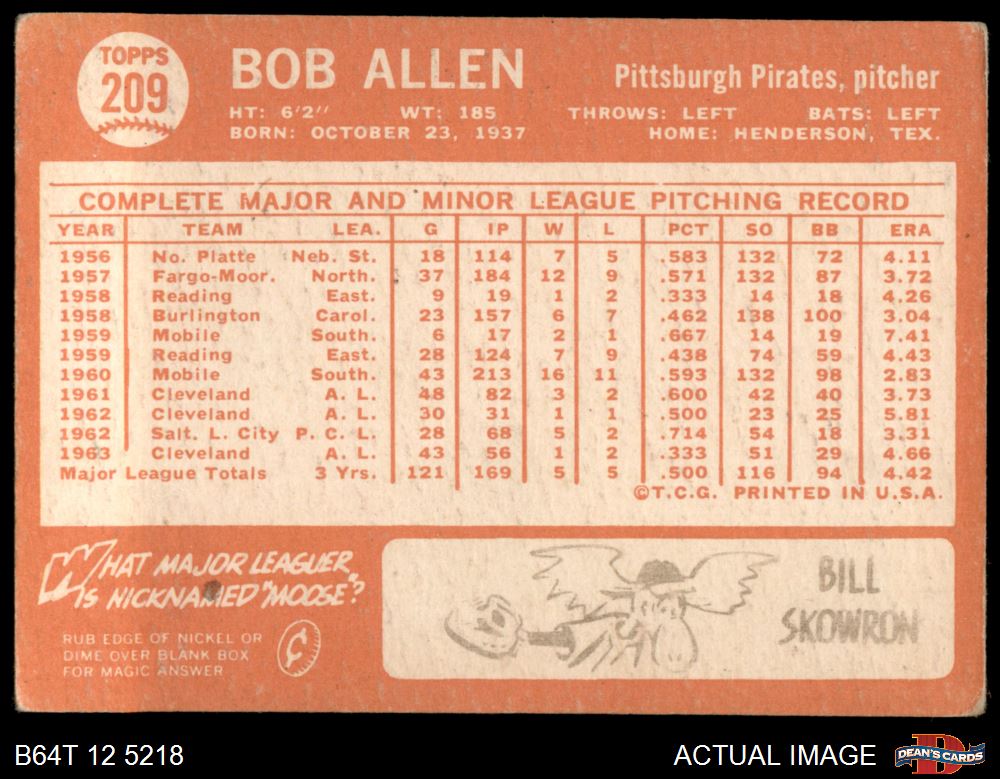 TOPPS
209
BOB ALLEN
Pittsburgh Pirates, pitcher
HT: 6'2" WT: 185 THROWS: LEFT BATS: LEFT
BORN: OCTOBER 23, 1937 HOME: HENDERSON, TEX.
COMPLETE MAJOR AND MINOR LEAGUE PITCHING RECORD
YEAR TEAM LEA. G IP W L PCT SO BB ERA
1956 No. Platte Neb. St. 18 114 7 5 .583 132 72 4.11
1957 Fargo-Moor. North. 37 184 12 9 .571 132 87 3.72
1958 Reading East. 9 19 1 2 .333 14 18 4.26
1958 Burlington Carol. 23 157 6 7 .462 138 100 3.04
1959 Mobile South. 6 17 2 1 .667 14 19 7.41
1959 Reading East. 28 124 7 9 .438 74 59 4.43
1960 Mobile South. 43 213 16 11 .593 132 98 2.83
1961 Cleveland A. L. 48 82 3 2 .600 42 40 3.73
1962 Cleveland A. L. 30 31 1 1 .500 23 25 5.81
1962 Salt. L. City P. C. L. 28 68 5 2 .714 54 18 3.31
1963 Cleveland A. L. 43 56 1 2 .333 51 29 4.66
Major League Totals 3 Yrs. 121 169 5 5 .500 116 94 4.42
©T.C.G. PRINTED IN U.S.A.
WHAT MAJOR LEAGUER
IS NICKNAMED "MOOSE"?
RUB EDGE OF NICKEL OR
DIME OVER BLANK BOX
FOR MAGIC ANSWER
¢
BILL
SKOWRON
B64T 12 5218
ACTUAL IMAGE
D
DEAN'S CARDS